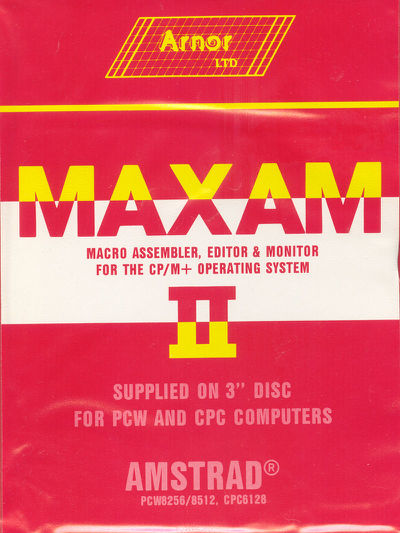 Arnor
LTD
MAXAM
MACRO ASSEMBLER, EDITOR & MONITOR
FOR THE CP/M+ OPERATING SYSTEM
II
SUPPLIED ON 3" DISC
FOR PCW AND CPC COMPUTERS
AMSTRAD®
PCW8256/8512, CPC6128